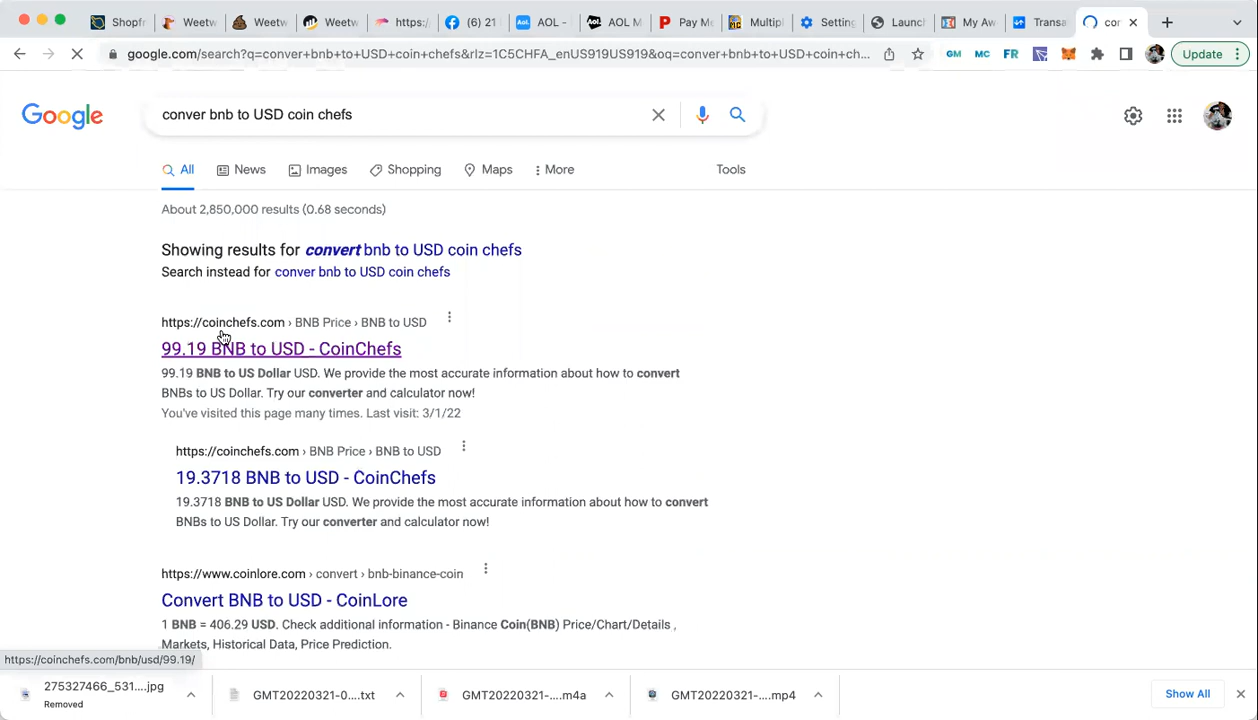 Shopfr
Weetw
Weetw
Weetw
https:/
(6) 21
AOL -
AOL M
Pay Me
Multipl
Setting
Launch
My Aw
Transa
cor
google.com/search?q=conver+bnb+to+USD+coin+chefs&rlz=1C5CHFA_enUS919US919&oq=conver+bnb+to+USD+coin+ch...
GM
MC
FR
Update
Google
conver bnb to USD coin chefs
All
News
Images
Shopping
Maps
More
Tools
About 2,850,000 results (0.68 seconds)
Showing results for convert bnb to USD coin chefs
Search instead for conver bnb to USD coin chefs
https://coinchefs.com › BNB Price › BNB to USD
99.19 BNB to USD - CoinChefs
99.19 BNB to US Dollar USD. We provide the most accurate information about how to convert
BNBs to US Dollar. Try our converter and calculator now!
You've visited this page many times. Last visit: 3/1/22
https://coinchefs.com › BNB Price › BNB to USD
19.3718 BNB to USD - CoinChefs
19.3718 BNB to US Dollar USD. We provide the most accurate information about how to convert
BNBs to US Dollar. Try our converter and calculator now!
https://www.coinlore.com › convert › bnb-binance-coin
Convert BNB to USD - CoinLore
1 BNB = 406.29 USD. Check additional information - Binance Coin(BNB) Price/Chart/Details ,
Markets, Historical Data, Price Prediction.
https://coinchefs.com/bnb/usd/99.19/
275327466_531....jpg
Removed
GMT20220321-0....txt
GMT20220321-....m4a
GMT20220321-....mp4
Show All